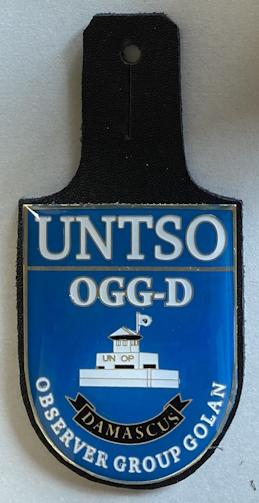 UNTSO
OGG-D
UN OP
DAMASCUS
OBSERVER GROUP GOLAN